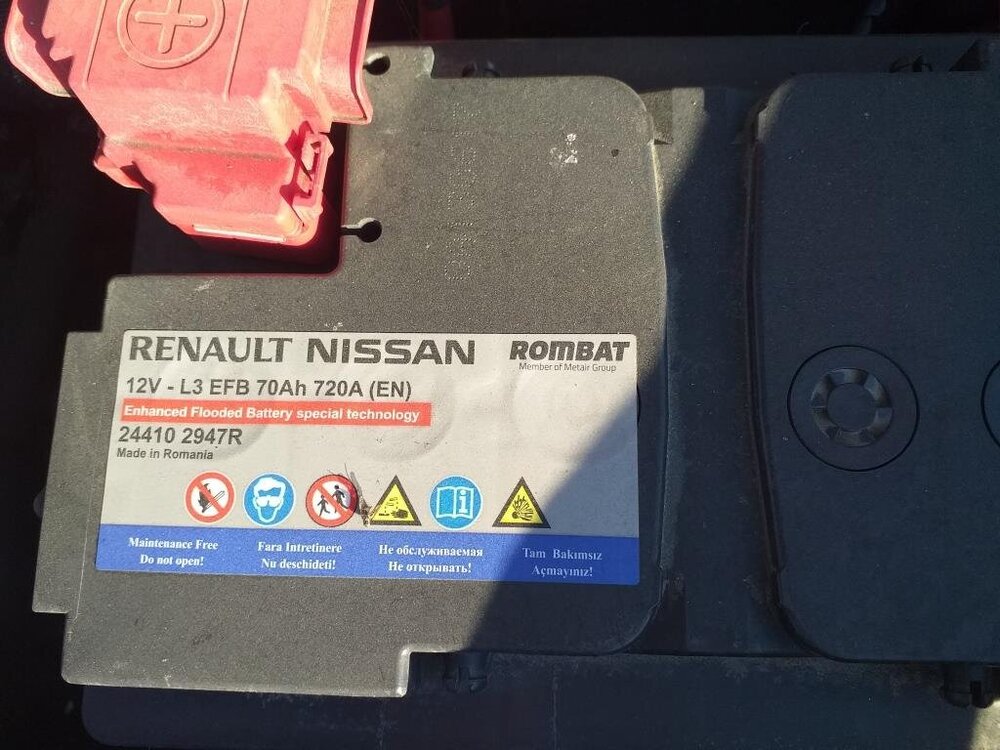 RENAULT NISSAN
ROMBAT
Member of Metair Group
12V - L3 EFB 70Ah 720A (EN)
Enhanced Flooded Battery special technology
24410 2947R
Made in Romania
Maintenance Free
Do not open!
Fara Intretinere
Nu deschideti!
Не обслуживаемая
Не открывать!
Tam Bakımsız
Açmayınız!